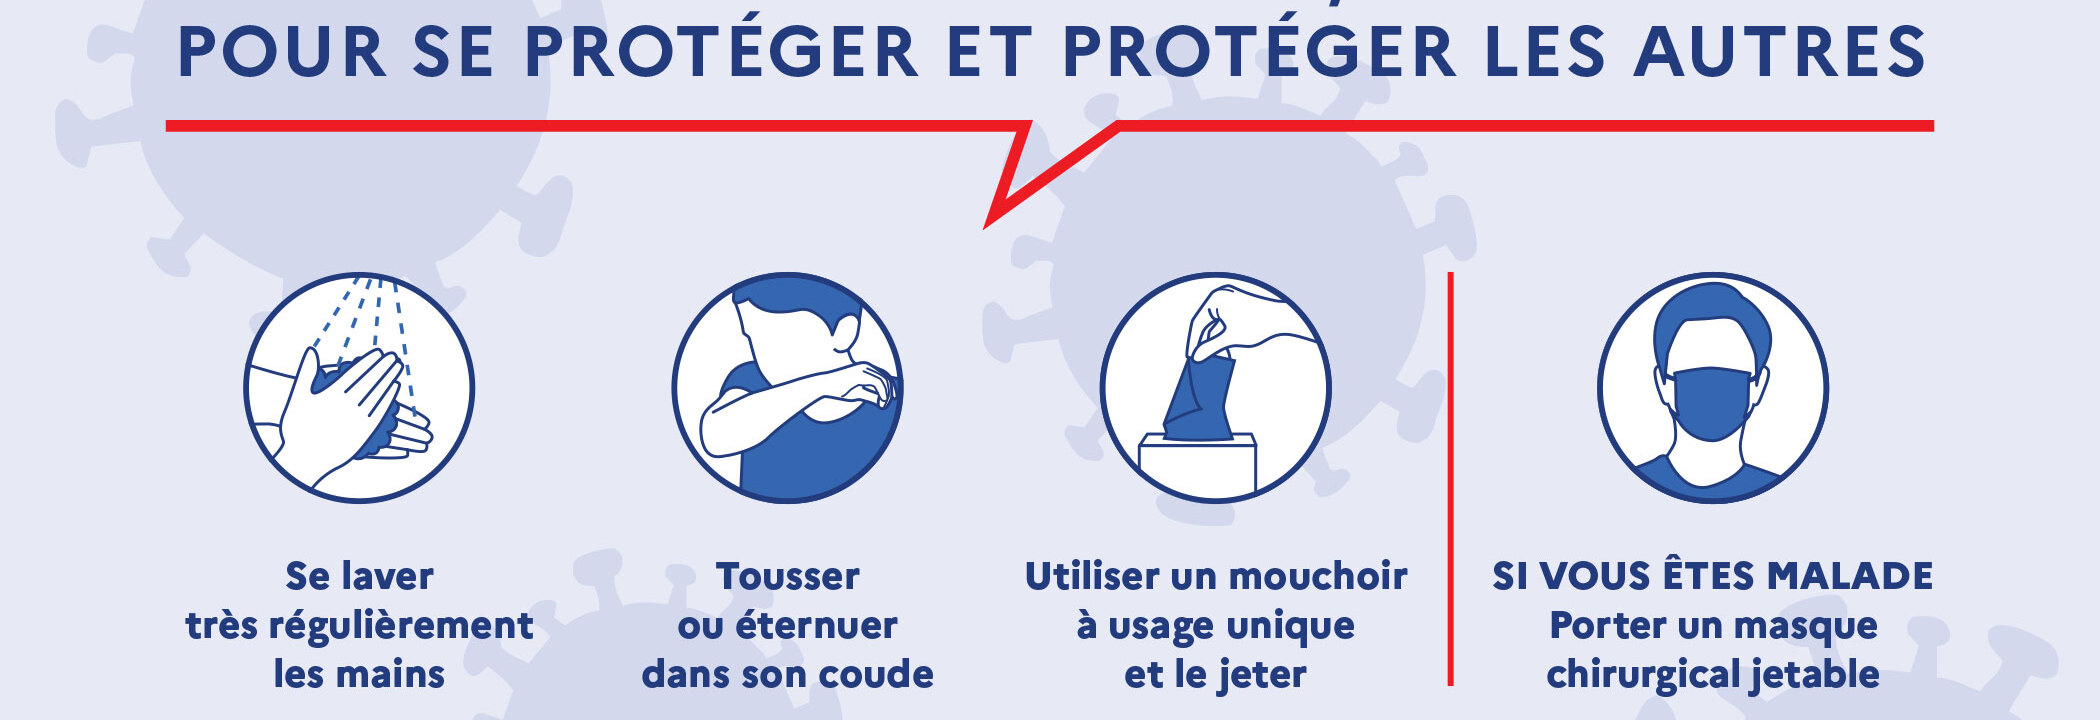 POUR SE PROTÉGER ET PROTÉGER LES AUTRES
Se laver
très régulièrement
les mains
Tousser
ou éternuer
dans son coude
Utiliser un mouchoir
à usage unique
et le jeter
SI VOUS ÊTES MALADE
Porter un masque
chirurgical jetable